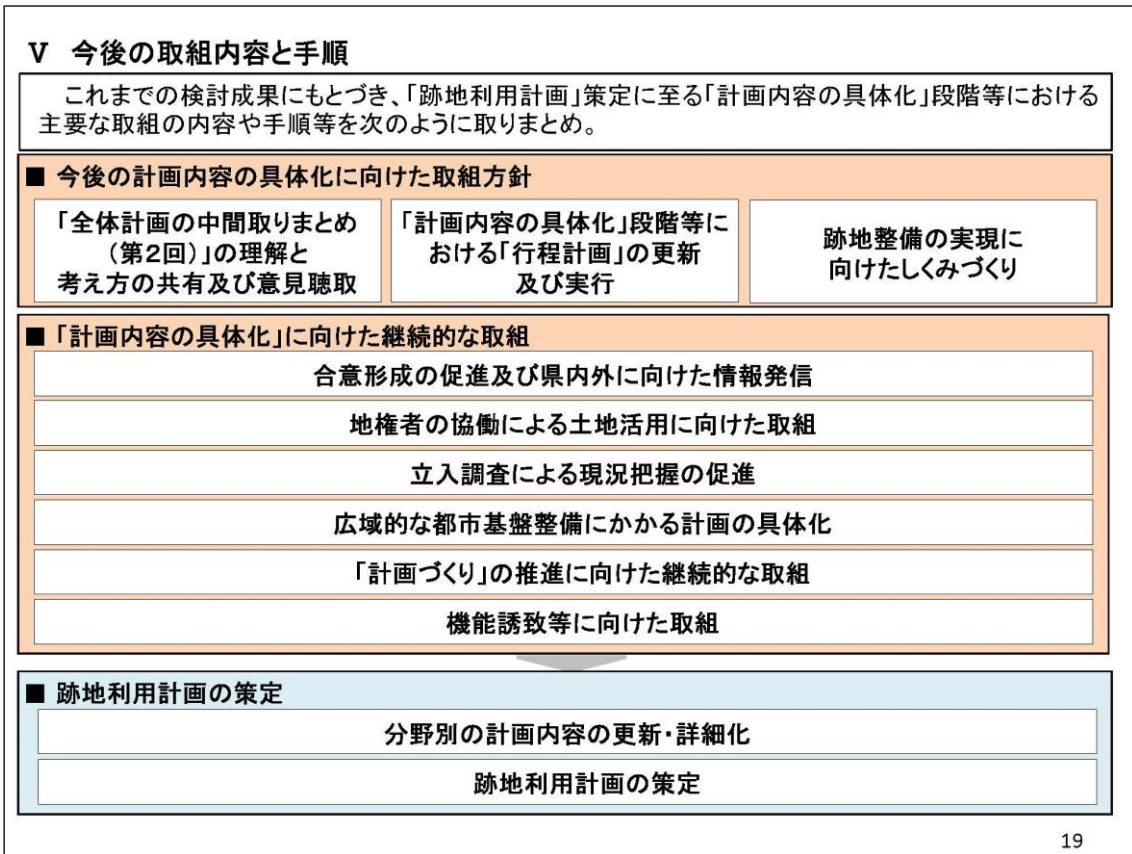 Ⅴ 今後の取組内容と手順
これまでの検討成果にもとづき、「跡地利用計画」策定に至る「計画内容の具体化」段階等における
主要な取組の内容や手順等を次のように取りまとめ。
■ 今後の計画内容の具体化に向けた取組方針
「全体計画の中間取りまとめ
(第2回)」の理解と
考え方の共有及び意見聴取
「計画内容の具体化」段階等に
おける「行程計画」の更新
及び実行
跡地整備の実現に
向けたしくみづくり
■ 「計画内容の具体化」に向けた継続的な取組
合意形成の促進及び県内外に向けた情報発信
地権者の協働による土地活用に向けた取組
立入調査による現況把握の促進
広域的な都市基盤整備にかかる計画の具体化
「計画づくり」の推進に向けた継続的な取組
機能誘致等に向けた取組
■ 跡地利用計画の策定
分野別の計画内容の更新・詳細化
跡地利用計画の策定
19